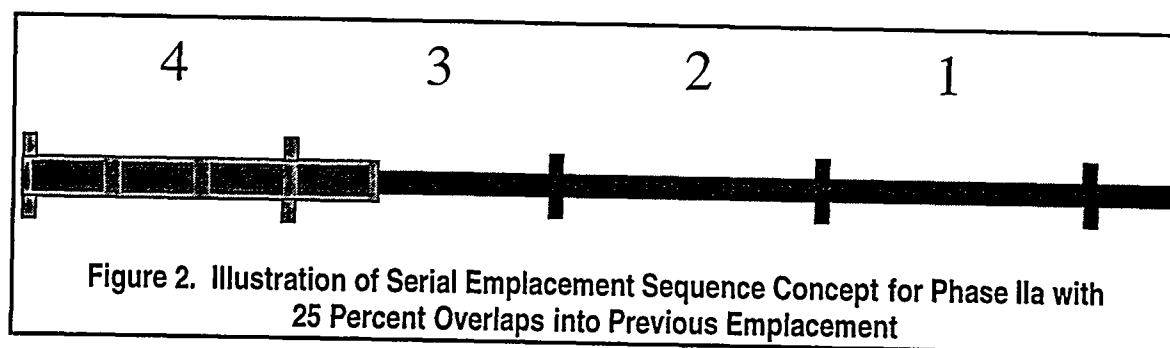 4 3 2 1
Figure 2. Illustration of Serial Emplacement Sequence Concept for Phase IIa with
25 Percent Overlaps into Previous Emplacement